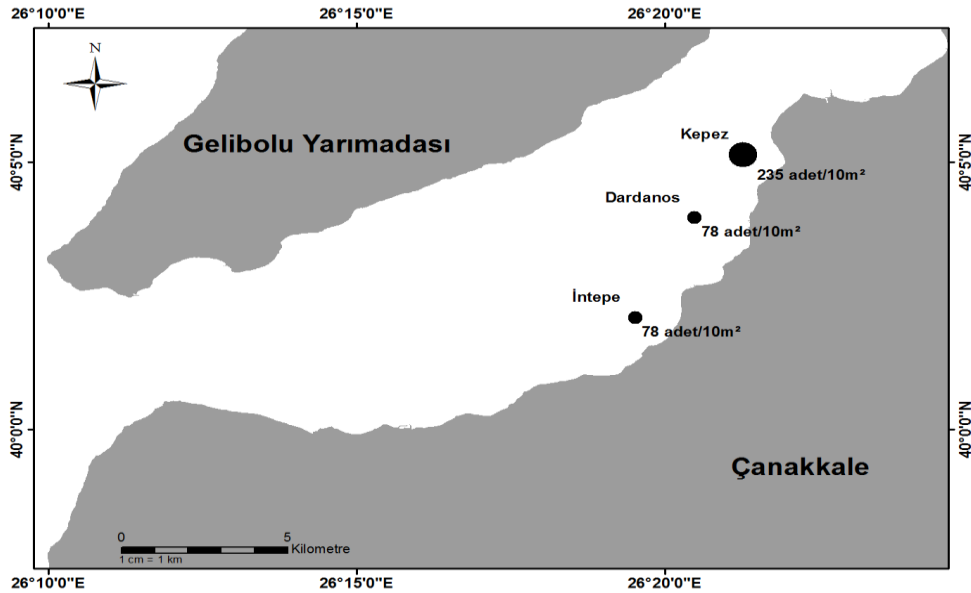 26°10'0"E 26°15'0"E 26°20'0"E
N
Kepez
Gelibolu Yarımadası
40°5'0"N 40°5'0"N
235 adet/10m²
Dardanos
78 adet/10m²
İntepe
78 adet/10m²
40°0'0"N 40°0'0"N
Çanakkale
0 5
Kilometre
1 cm = 1 km
26°10'0"E 26°15'0"E 26°20'0"E